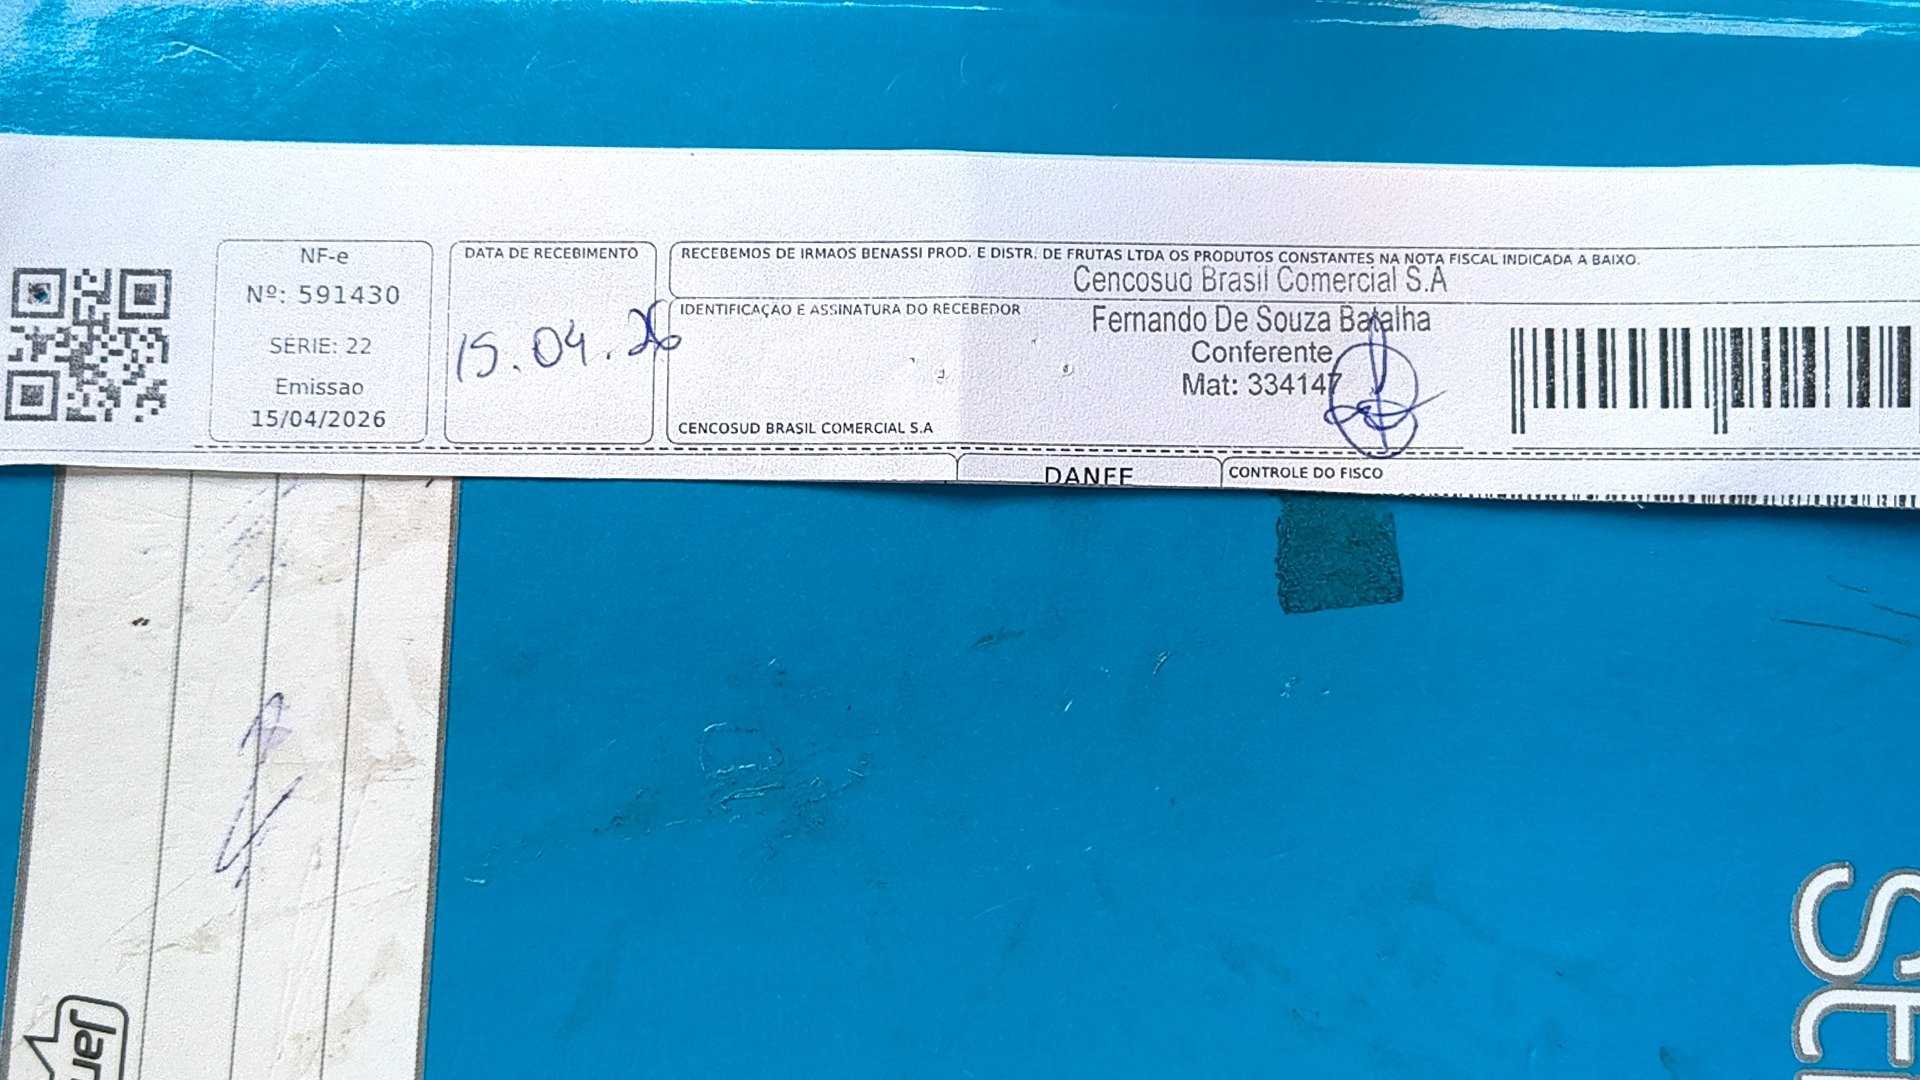 NF-e
Nº: 591430
SÉRIE: 22
Emissao
15/04/2026
DATA DE RECEBIMENTO
15.04.26
RECEBEMOS DE IRMAOS BENASSI PROD. E DISTR. DE FRUTAS LTDA OS PRODUTOS CONSTANTES NA NOTA FISCAL INDICADA A BAIXO.
Cencosud Brasil Comercial S.A
IDENTIFICAÇÃO E ASSINATURA DO RECEBEDOR
Fernando De Souza Batalha
Conferente
Mat: 334147
CENCOSUD BRASIL COMERCIAL S.A
DANFE
CONTROLE DO FISCO